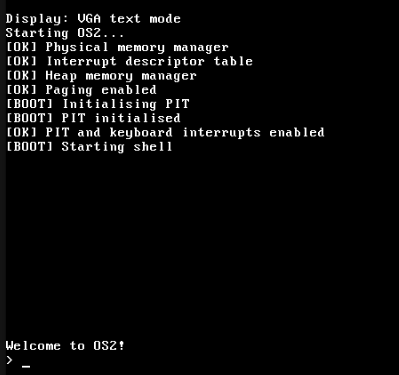 Display: VGA text mode
Starting OS2...
[OK] Physical memory manager
[OK] Interrupt descriptor table
[OK] Heap memory manager
[OK] Paging enabled
[BOOT] Initialising PIT
[BOOT] PIT initialised
[OK] PIT and keyboard interrupts enabled
[BOOT] Starting shell
Welcome to OS2!
> _